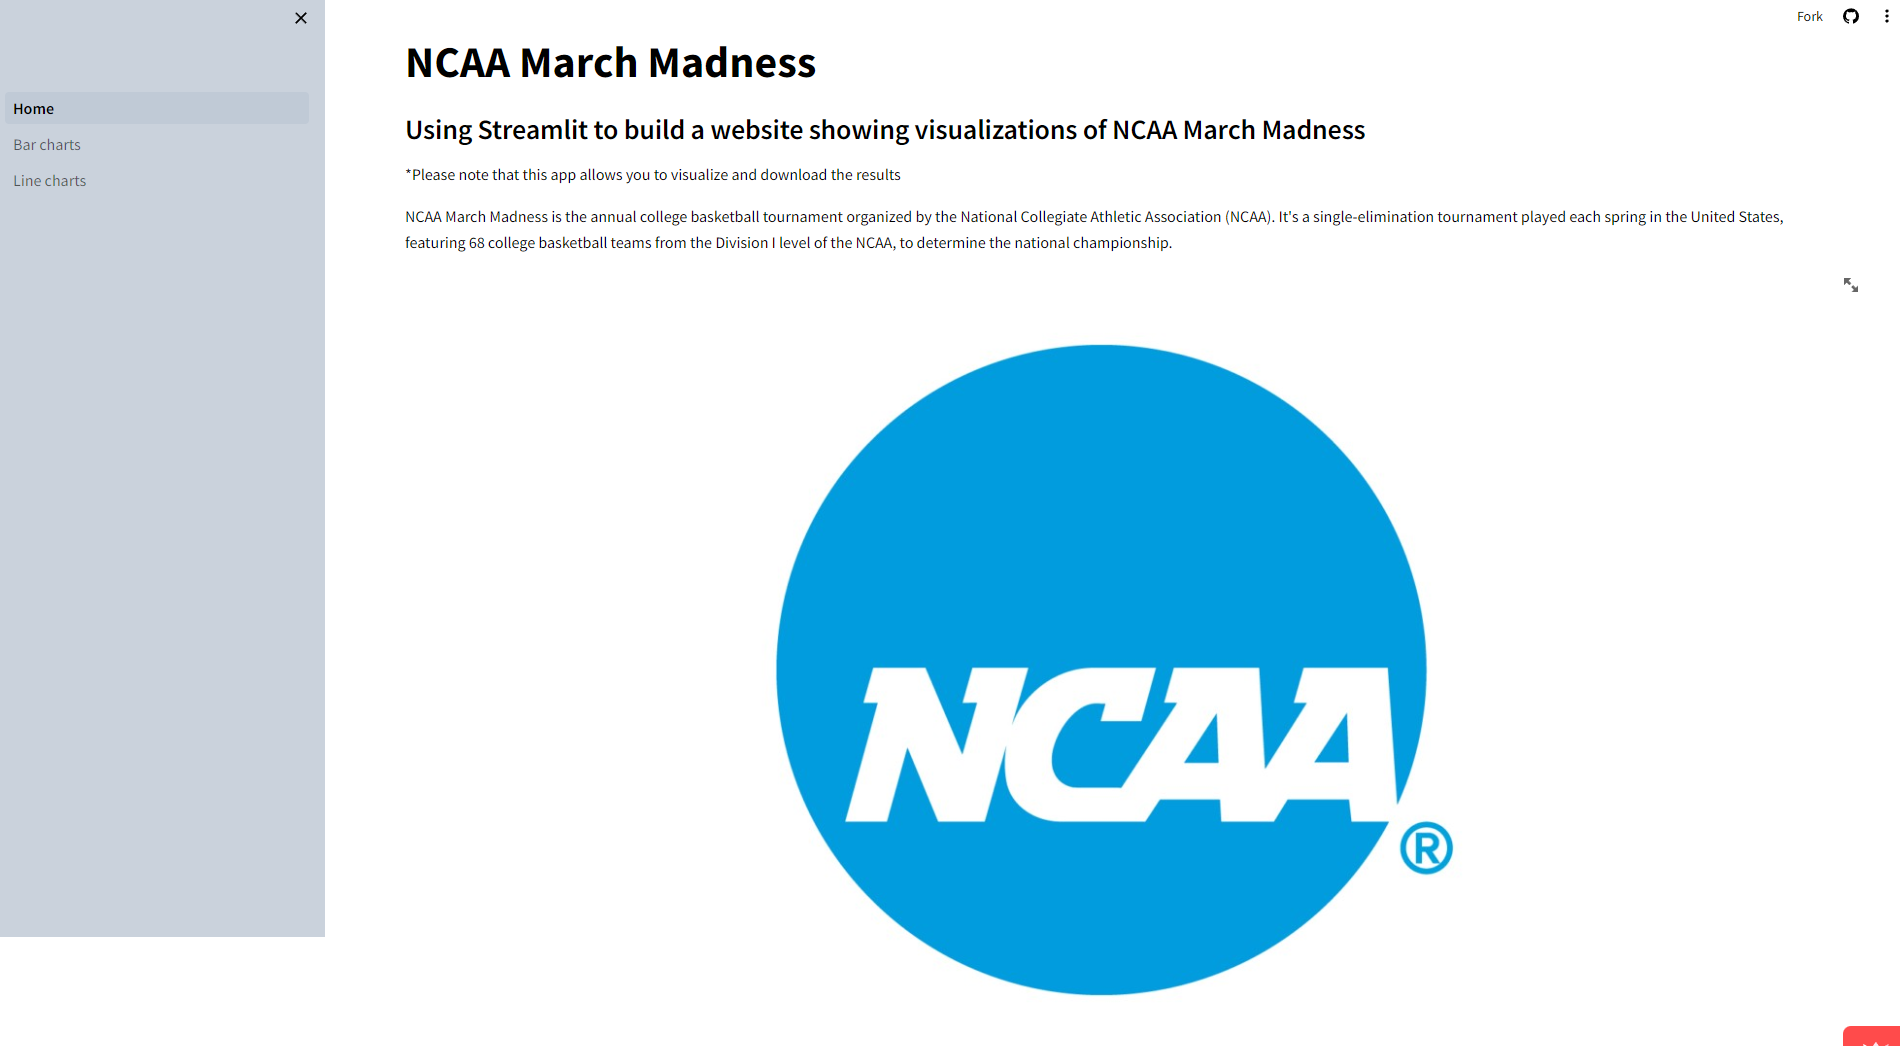 Fork
Home
Bar charts
Line charts
NCAA March Madness
Using Streamlit to build a website showing visualizations of NCAA March Madness
*Please note that this app allows you to visualize and download the results
NCAA March Madness is the annual college basketball tournament organized by the National Collegiate Athletic Association (NCAA). It's a single-elimination tournament played each spring in the United States,
featuring 68 college basketball teams from the Division I level of the NCAA, to determine the national championship.
NCAA
®